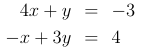 4x + y = −3
−x + 3y = 4